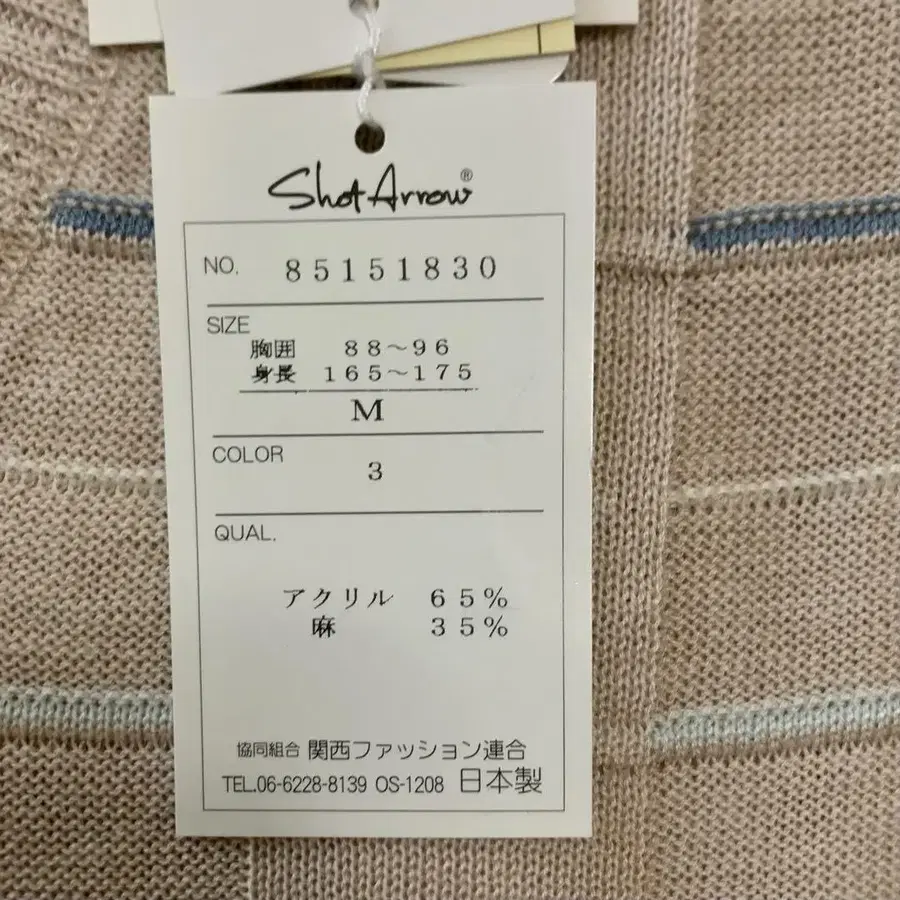 Shot Arrow®
NO. 85151830
SIZE
胸囲 88～96
身長 165～175
M
COLOR
3
QUAL.
アクリル 65%
麻 35%
協同組合 関西ファッション連合
TEL.06-6228-8139 OS-1208 日本製